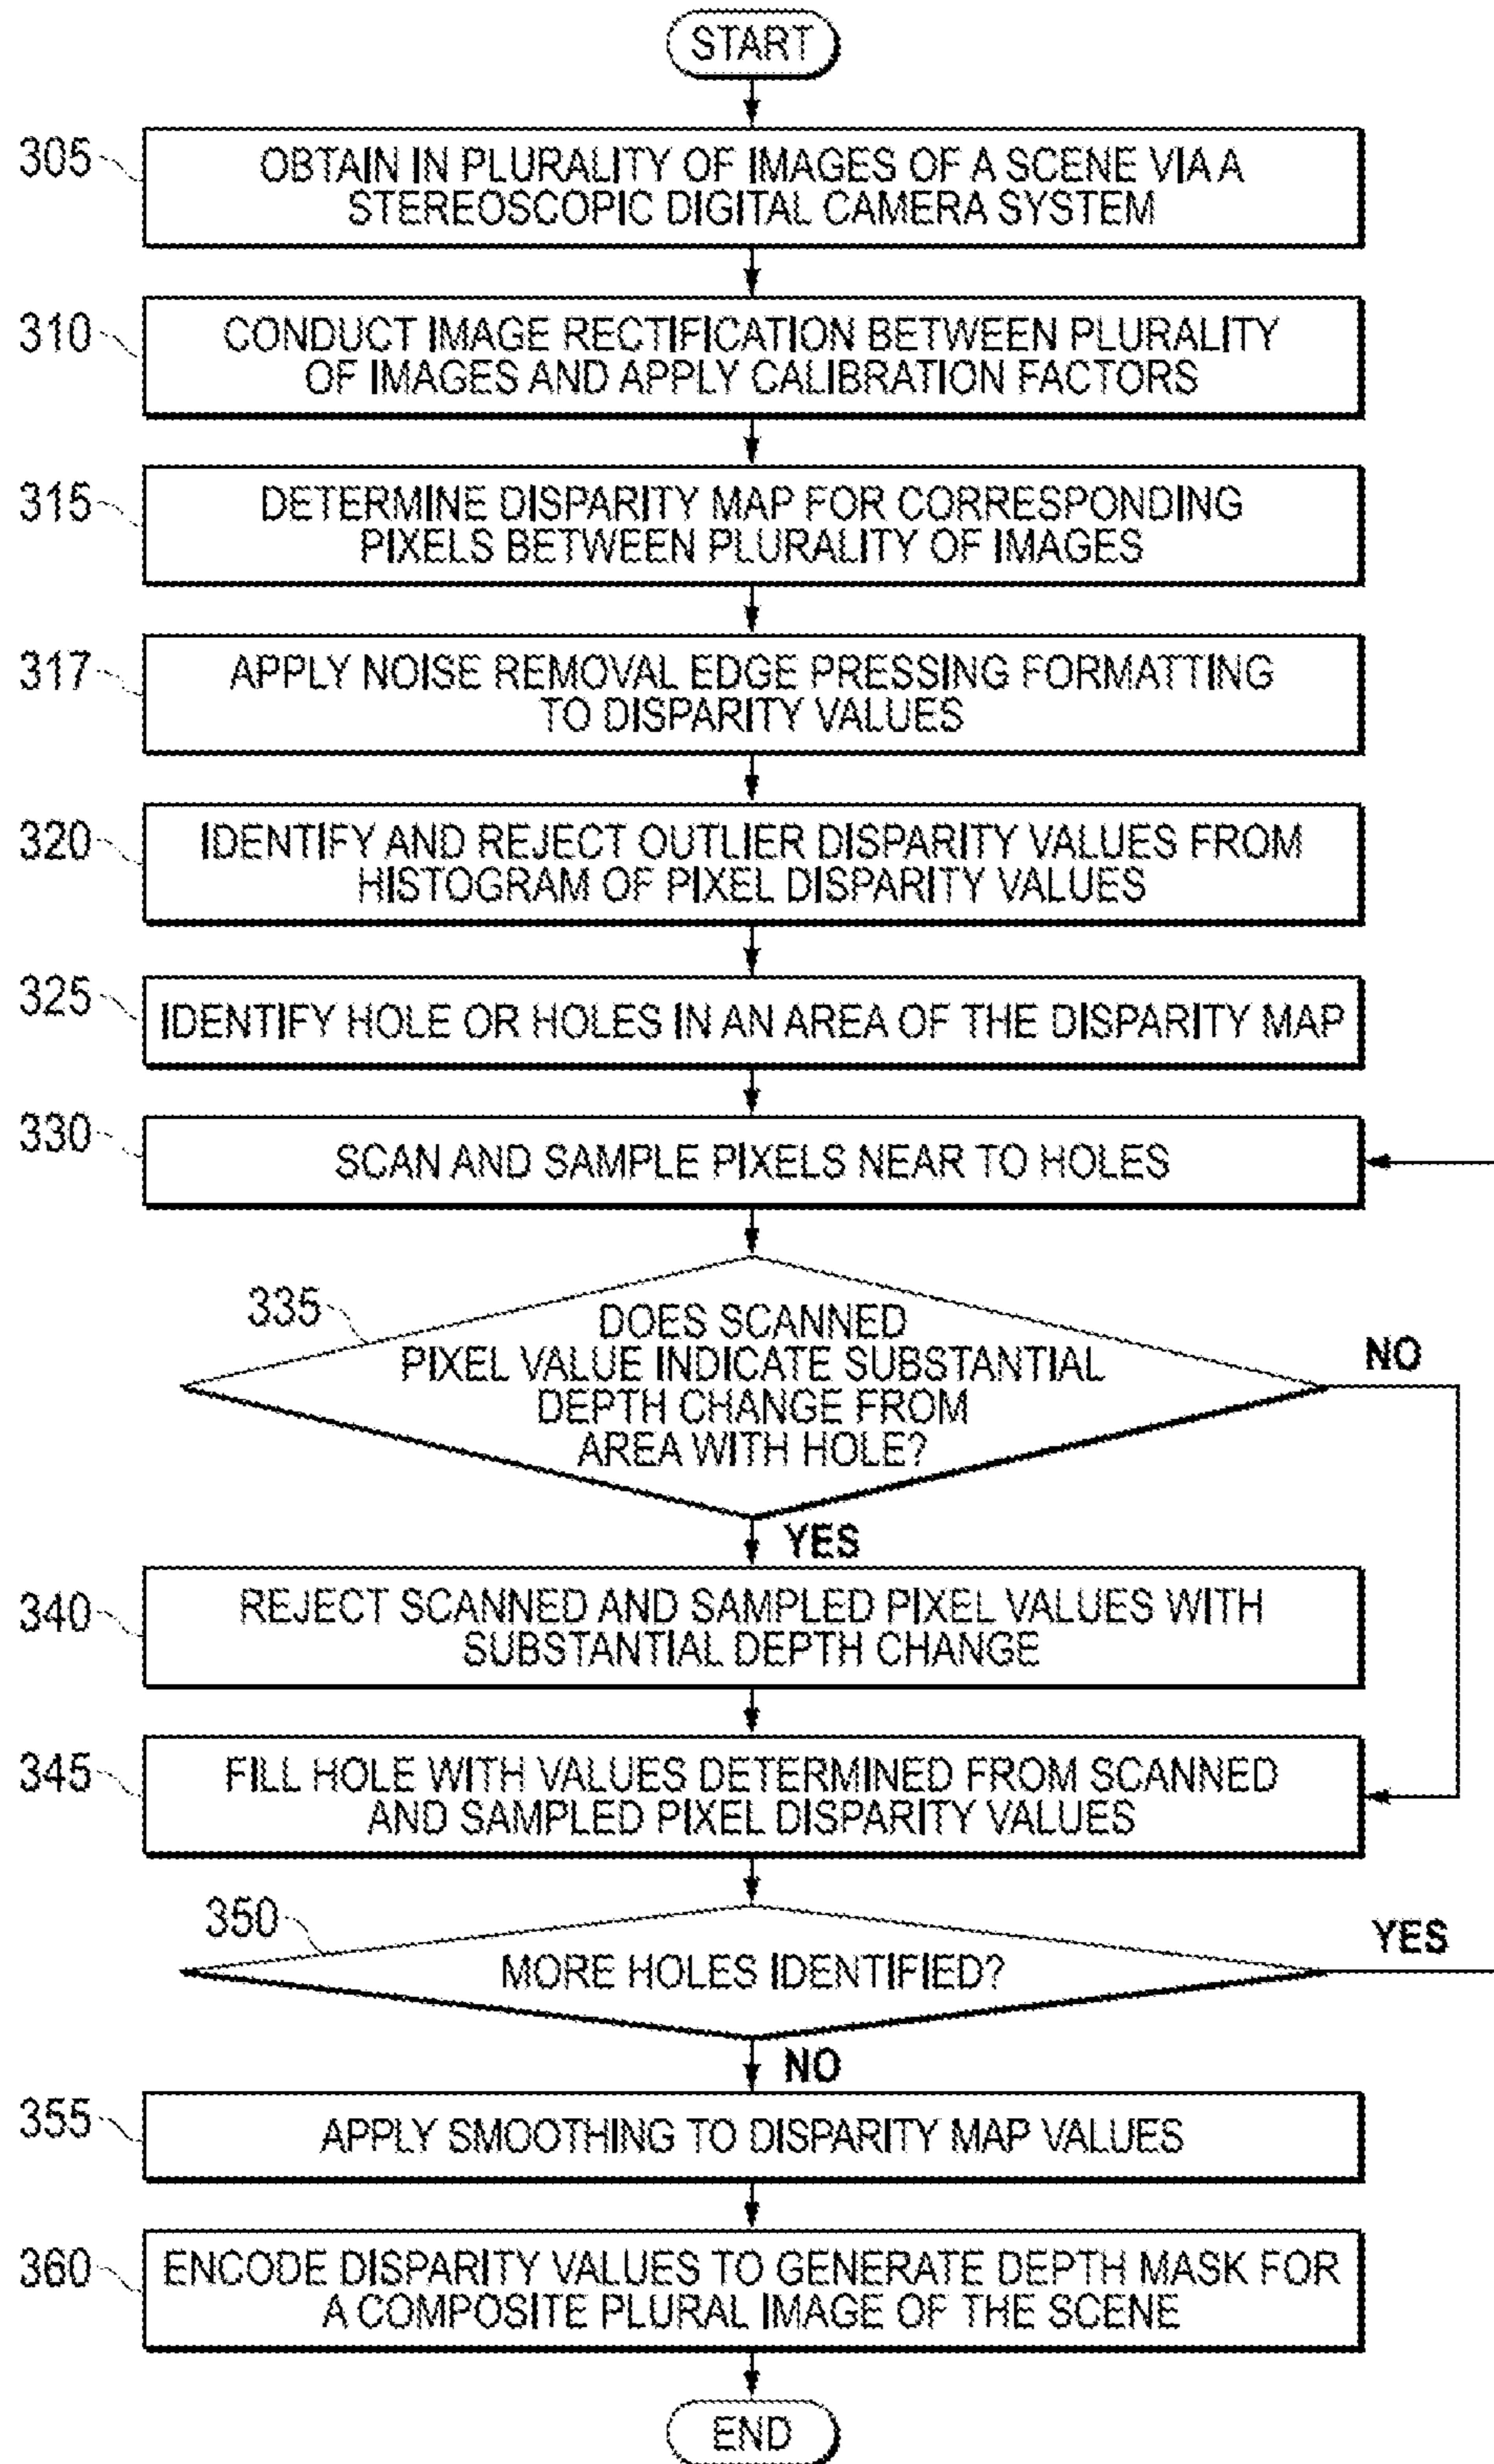 START
305
OBTAIN IN PLURALITY OF IMAGES OF A SCENE VIA A
STEREOSCOPIC DIGITAL CAMERA SYSTEM
310
CONDUCT IMAGE RECTIFICATION BETWEEN PLURALITY
OF IMAGES AND APPLY CALIBRATION FACTORS
315
DETERMINE DISPARITY MAP FOR CORRESPONDING
PIXELS BETWEEN PLURALITY OF IMAGES
317
APPLY NOISE REMOVAL EDGE PRESSING FORMATTING
TO DISPARITY VALUES
320
IDENTIFY AND REJECT OUTLIER DISPARITY VALUES FROM
HISTOGRAM OF PIXEL DISPARITY VALUES
325
IDENTIFY HOLE OR HOLES IN AN AREA OF THE DISPARITY MAP
330
SCAN AND SAMPLE PIXELS NEAR TO HOLES
335
DOES SCANNED
PIXEL VALUE INDICATE SUBSTANTIAL
DEPTH CHANGE FROM
AREA WITH HOLE?
NO
YES
340
REJECT SCANNED AND SAMPLED PIXEL VALUES WITH
SUBSTANTIAL DEPTH CHANGE
345
FILL HOLE WITH VALUES DETERMINED FROM SCANNED
AND SAMPLED PIXEL DISPARITY VALUES
350
MORE HOLES IDENTIFIED?
YES
NO
355
APPLY SMOOTHING TO DISPARITY MAP VALUES
360
ENCODE DISPARITY VALUES TO GENERATE DEPTH MASK FOR
A COMPOSITE PLURAL IMAGE OF THE SCENE
END